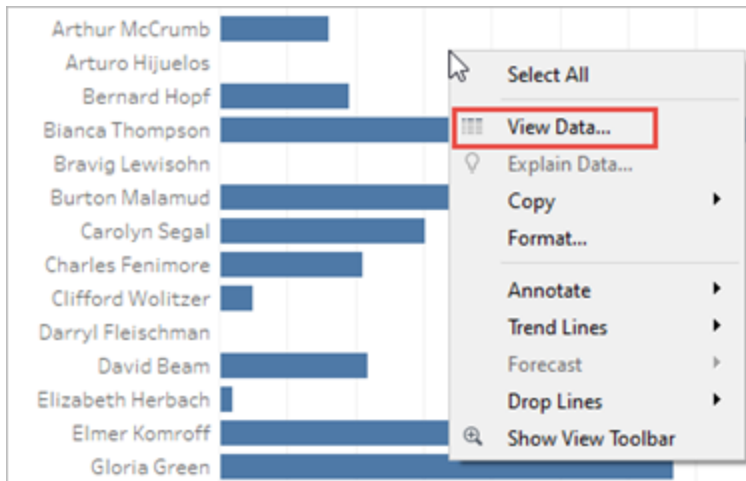 Arthur McCrumb
Arturo Hijuelos
Bernard Hopf
Bianca Thompson
Bravig Lewisohn
Burton Malamud
Carolyn Segal
Charles Fenimore
Clifford Wolitzer
Darryl Fleischman
David Beam
Elizabeth Herbach
Elmer Komroff
Gloria Green
Select All
View Data...
Explain Data...
Copy
Format...
Annotate
Trend Lines
Forecast
Drop Lines
Show View Toolbar